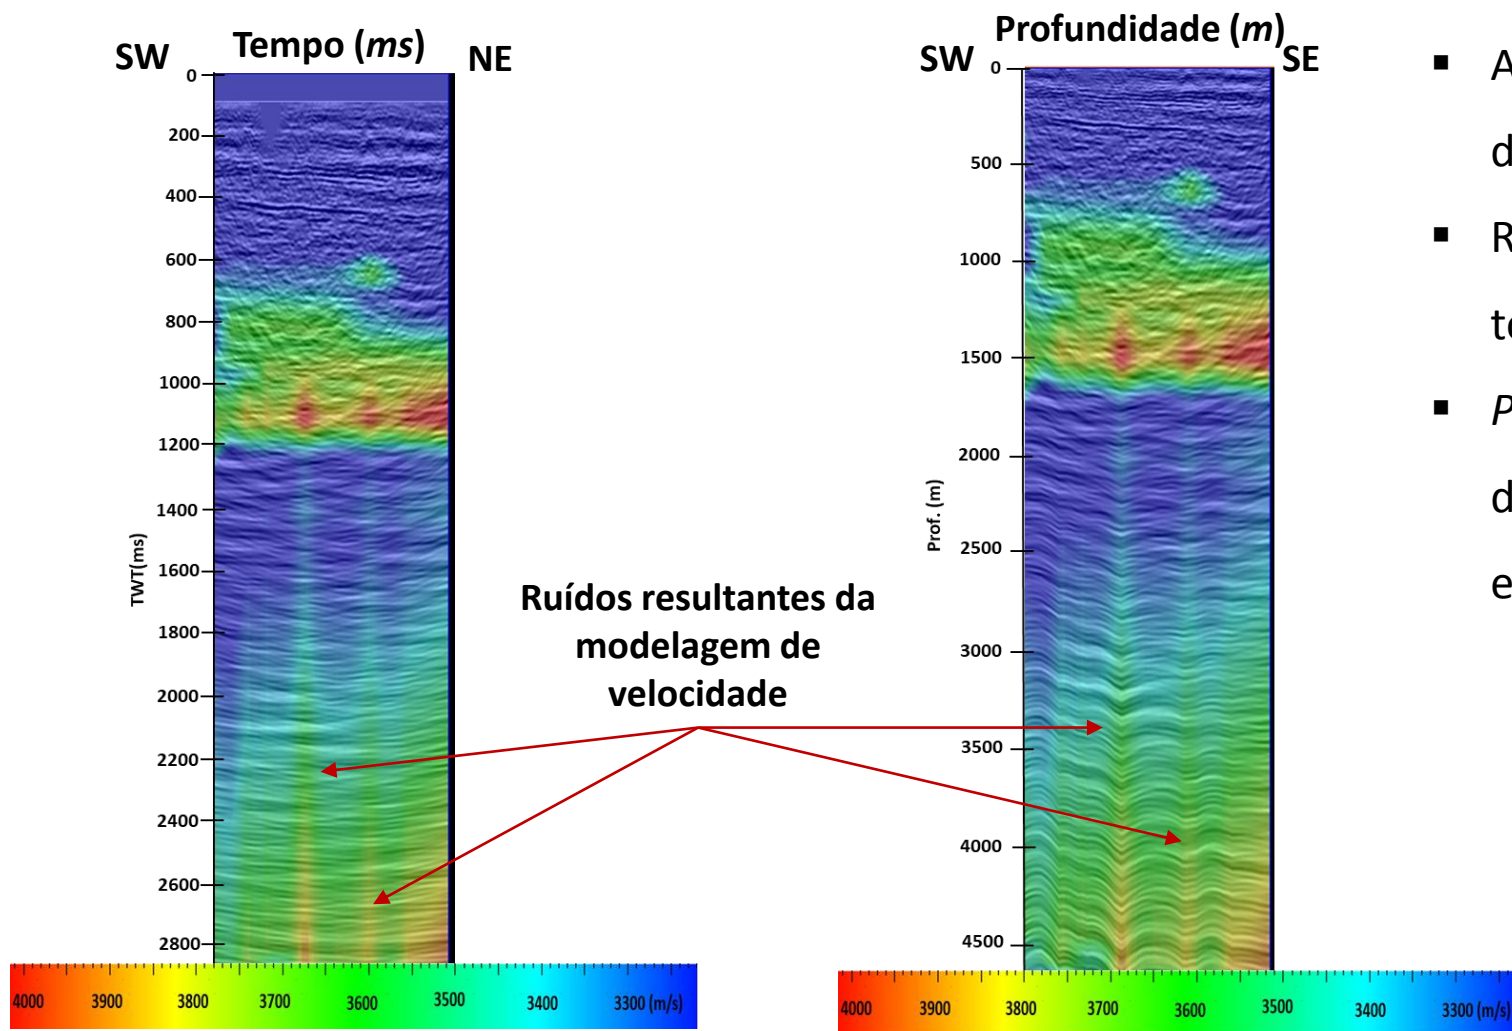 SW
Tempo (ms)
NE
0
200
400
600
800
1000
1200
1400
1600
1800
2000
2200
2400
2600
2800
TWT(ms)
4000 3900 3800 3700 3600 3500 3400 3300 (m/s)
Ruídos resultantes da
modelagem de
velocidade
SW
Profundidade (m)
SE
0
500
1000
1500
2000
2500
3000
3500
4000
4500
Prof. (m)
4000 3900 3800 3700 3600 3500 3400 3300 (m/s)
▪ A
d
▪ R
▪ P
d
e